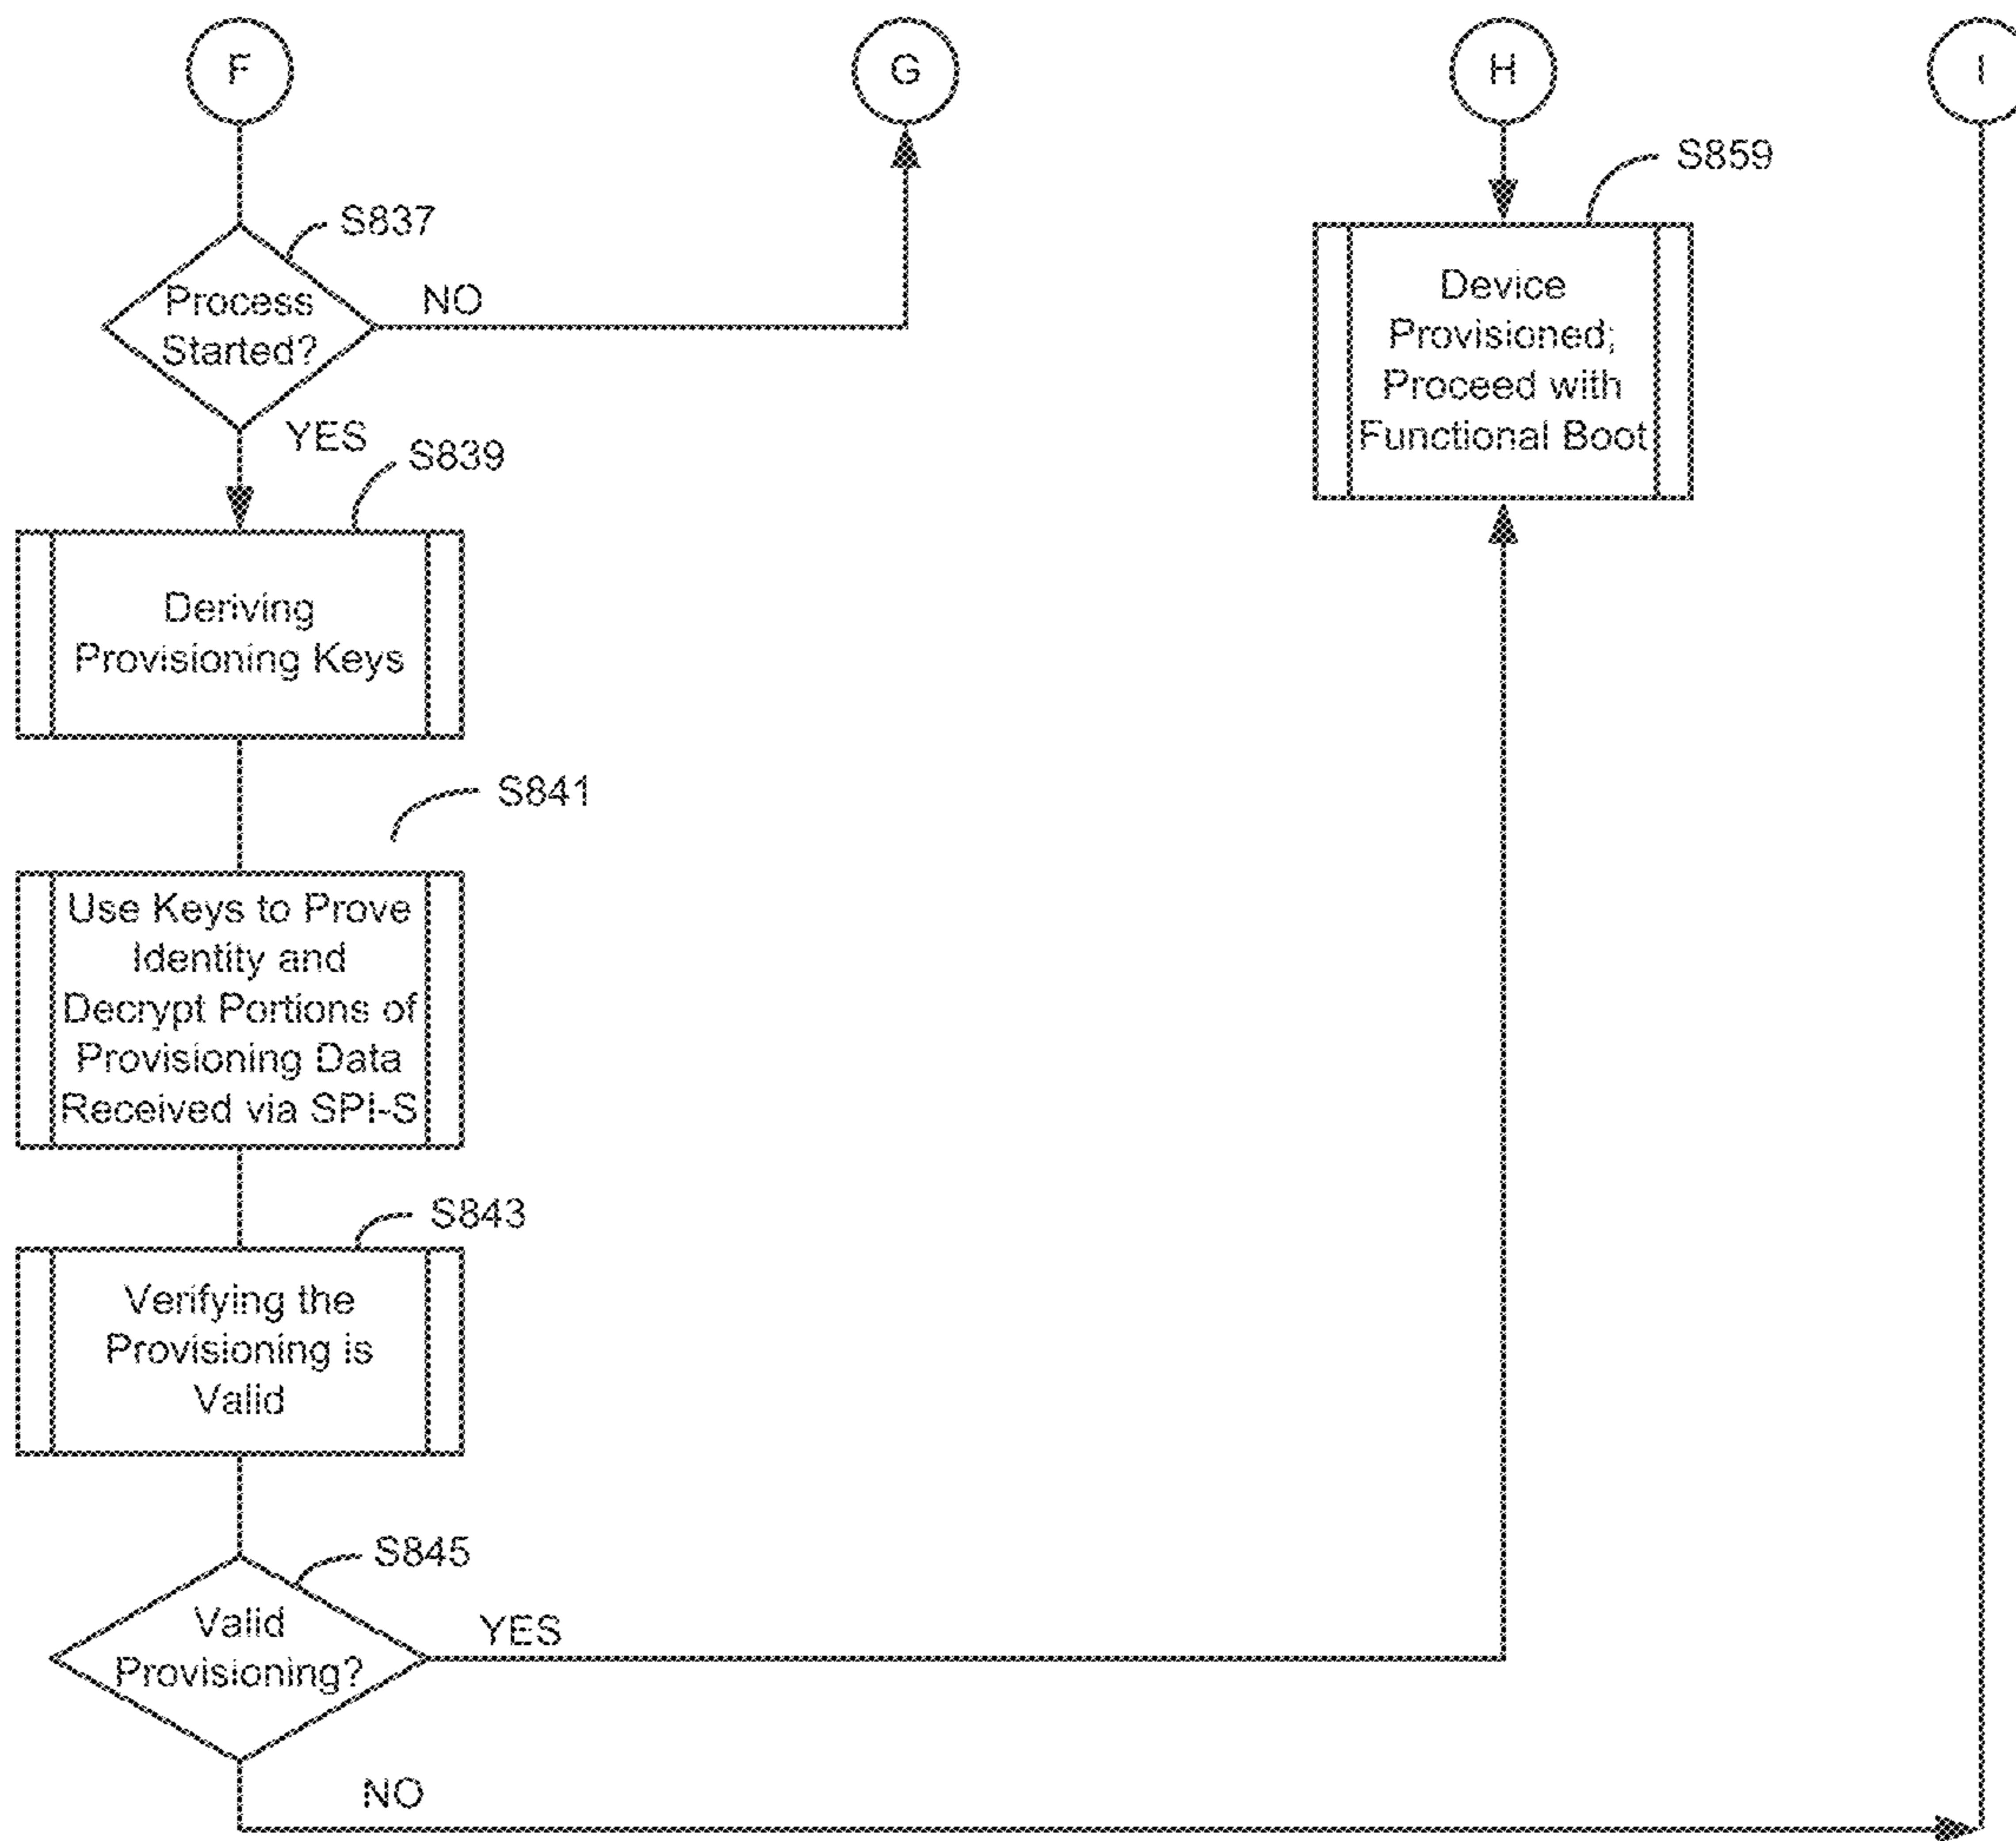 F
G
H
I
S859
S837
Process
Started?
NO
YES
Device
Provisioned;
Proceed with
Functional Boot
S839
Deriving
Provisioning Keys
S841
Use Keys to Prove
Identity and
Decrypt Portions of
Provisioning Data
Received via SPI-S
S843
Verifying the
Provisioning is
Valid
S845
Valid
Provisioning?
YES
NO